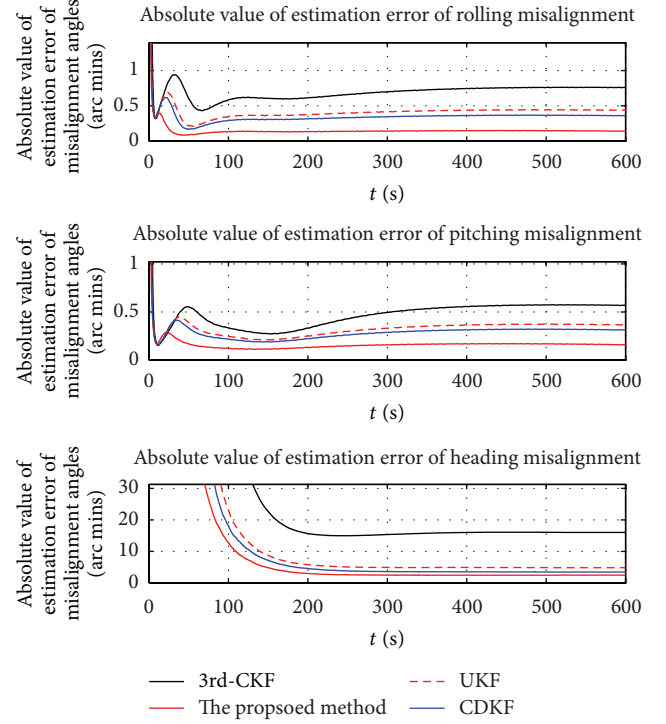 Absolute value of estimation error of rolling misalignment
Absolute value of
estimation error of
misalignment angles
(arc mins)
1
0.5
0
0 100 200 300 400 500 600
t (s)
Absolute value of estimation error of pitching misalignment
Absolute value of
estimation error of
misalignment angles
(arc mins)
1
0.5
0
0 100 200 300 400 500 600
t (s)
Absolute value of estimation error of heading misalignment
Absolute value of
estimation error of
misalignment angles
(arc mins)
30
20
10
0
0 100 200 300 400 500 600
t (s)
3rd-CKF UKF
The propsoed method CDKF